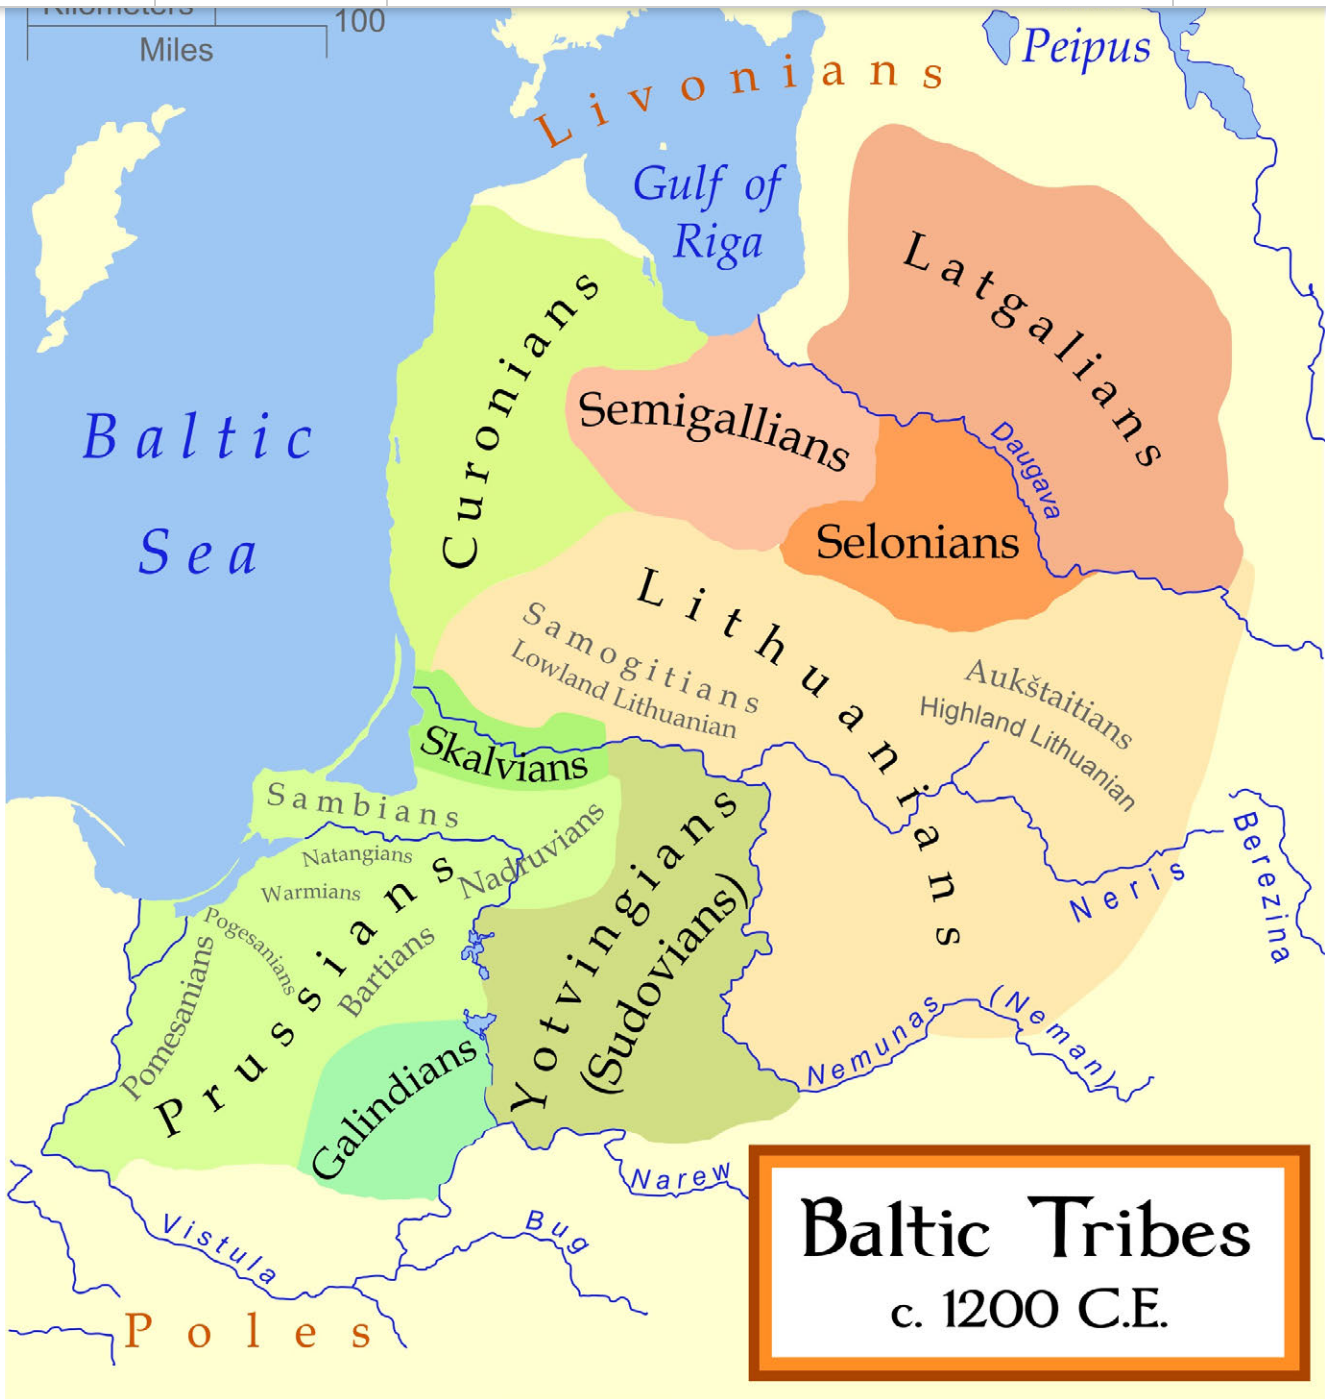 Kilometers
100
Miles
Peipus
Livonians
Gulf of
Riga
Latgalians
Curonians
Semigallians
Baltic
Sea
Daugava
Selonians
Lithuanians
Samogitians
Lowland Lithuanian
Aukštaitians
Highland Lithuanian
Skalvians
Sambians
Natangians
Nadruvians
Warmians
Pogesanians
Pomesanians
Bartians
Prussians
Yotvingians
(Sudovians)
Berezina
Neris
Nemunas (Neman)
Galindians
Narew
Bug
Vistula
Poles
Baltic Tribes
c. 1200 C.E.